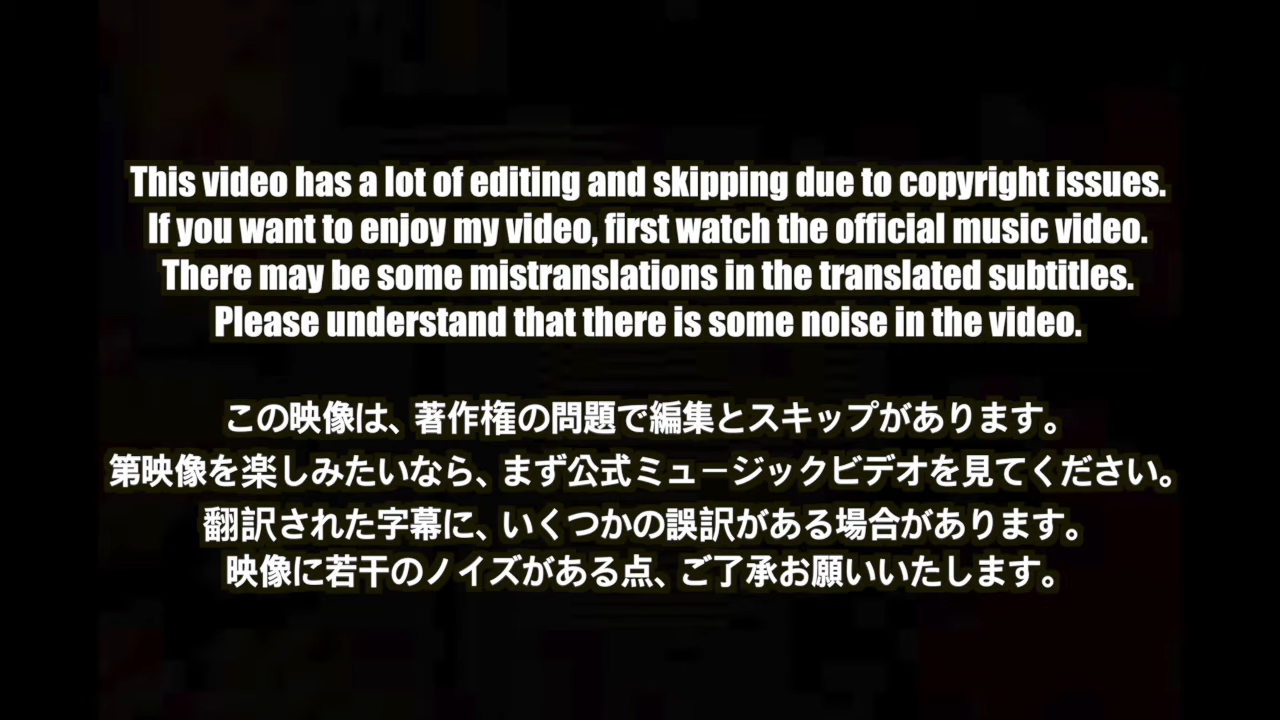 This video has a lot of editing and skipping due to copyright issues.
If you want to enjoy my video, first watch the official music video.
There may be some mistranslations in the translated subtitles.
Please understand that there is some noise in the video.
この映像は、著作権の問題で編集とスキップがあります。
第映像を楽しみたいなら、まず公式ミュージックビデオを見てください。
翻訳された字幕に、いくつかの誤訳がある場合があります。
映像に若干のノイズがある点、ご了承お願いいたします。